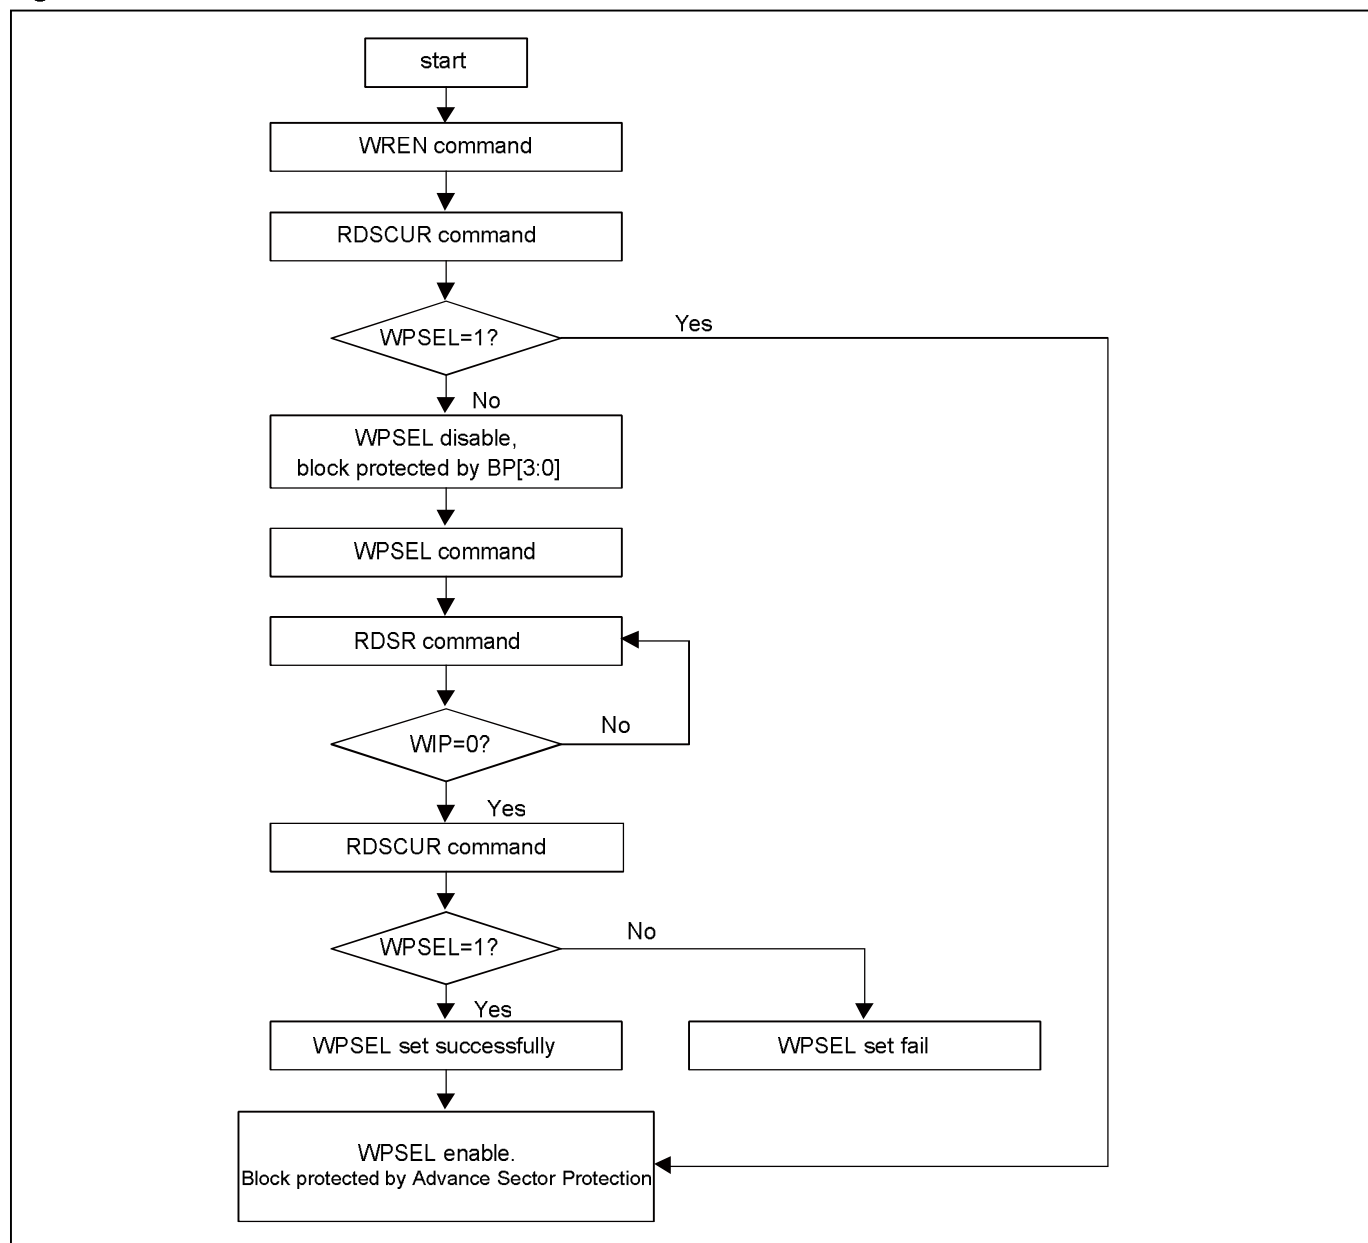 start
WREN command
RDSCUR command
WPSEL=1?
Yes
No
WPSEL disable,
block protected by BP[3:0]
WPSEL command
RDSR command
WIP=0?
No
Yes
RDSCUR command
WPSEL=1?
No
Yes
WPSEL set successfully
WPSEL set fail
WPSEL enable.
Block protected by Advance Sector Protection